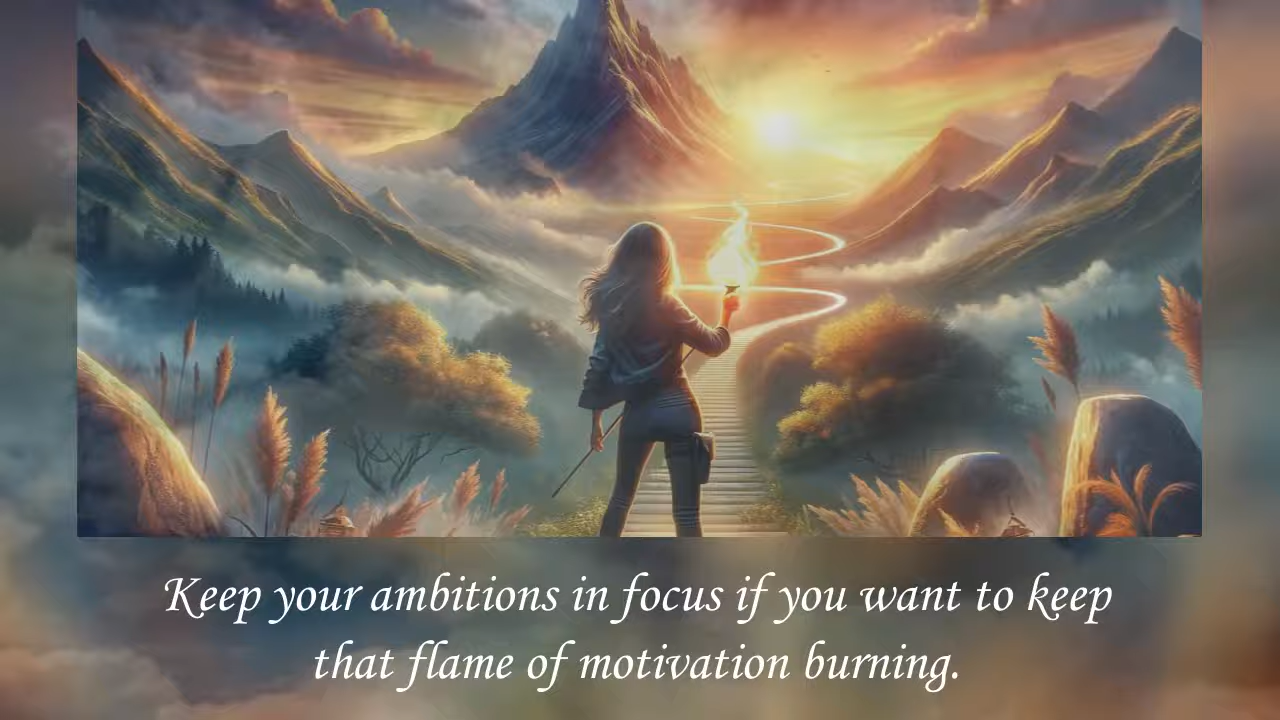 Keep your ambitions in focus if you want to keep
that flame of motivation burning.